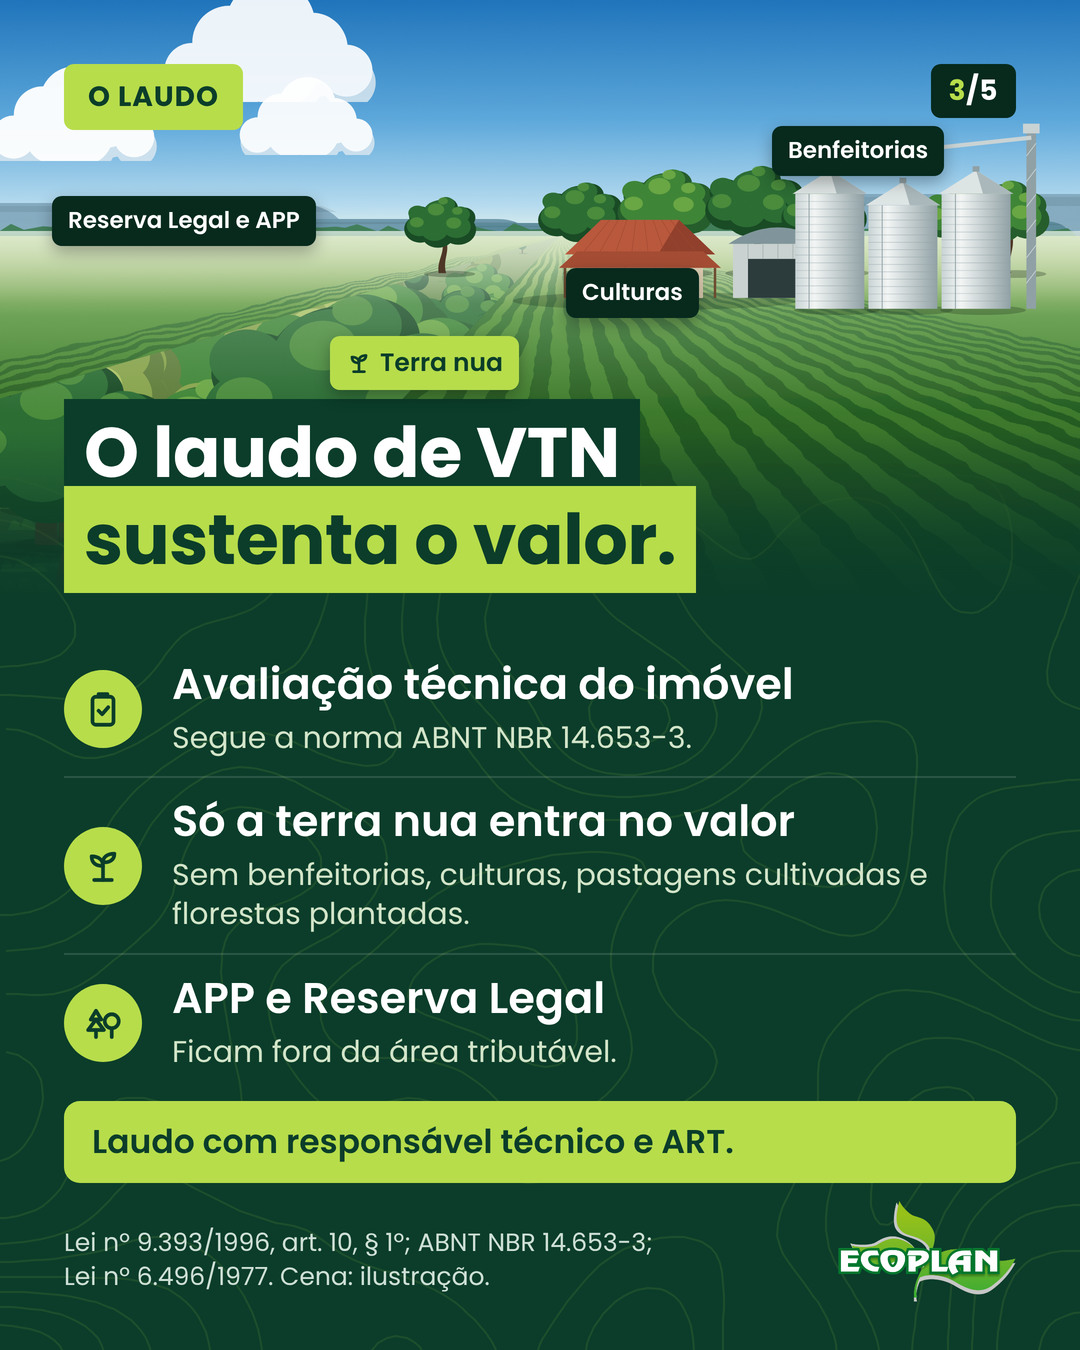 O LAUDO
3/5
Benfeitorias
Reserva Legal e APP
Culturas
Terra nua
O laudo de VTN
sustenta o valor.
Avaliação técnica do imóvel
Segue a norma ABNT NBR 14.653-3.
Só a terra nua entra no valor
Sem benfeitorias, culturas, pastagens cultivadas e
florestas plantadas.
APP e Reserva Legal
Ficam fora da área tributável.
Laudo com responsável técnico e ART.
Lei nº 9.393/1996, art. 10, § 1º; ABNT NBR 14.653-3;
Lei nº 6.496/1977. Cena: ilustração.
ECOPLAN